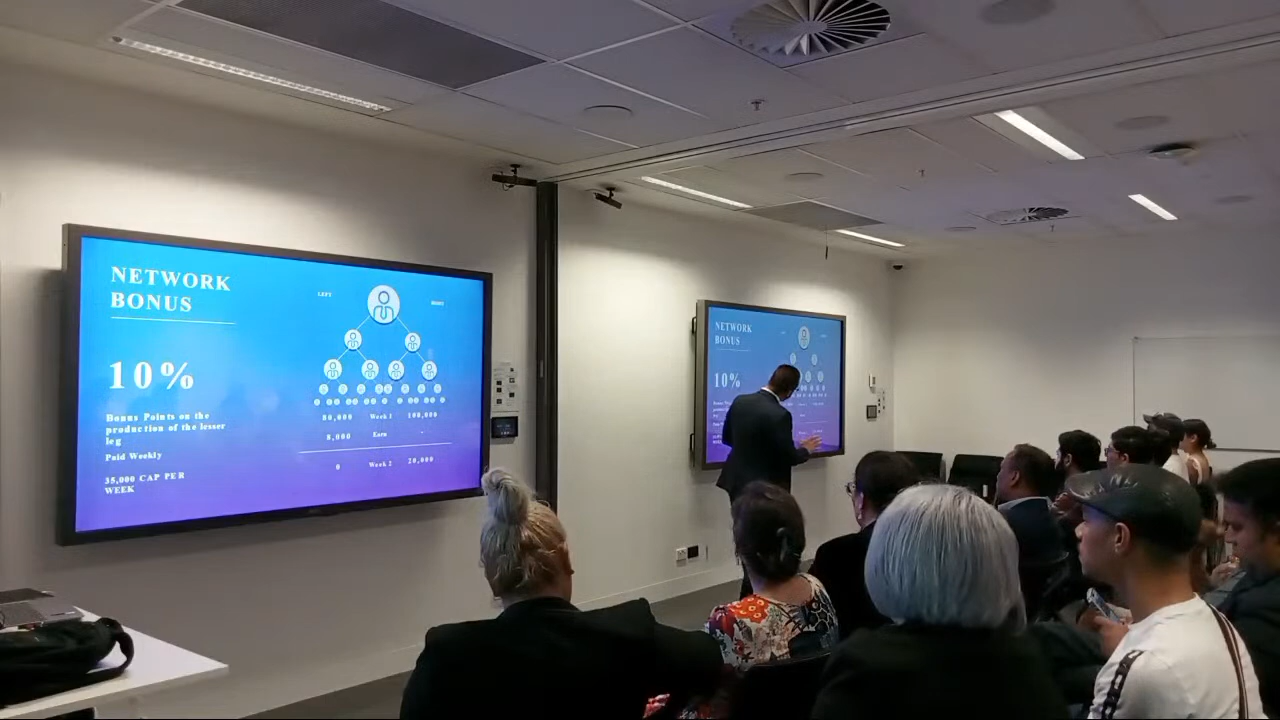 NETWORK
BONUS
10%
Bonus Points on the
production of the lesser
leg
Paid Weekly
35,000 CAP PER
WEEK
LEFT
RIGHT
80,000 Week 1 100,000
8,000 Earn -
0 Week 2 20,000
NETWORK
BONUS
10%